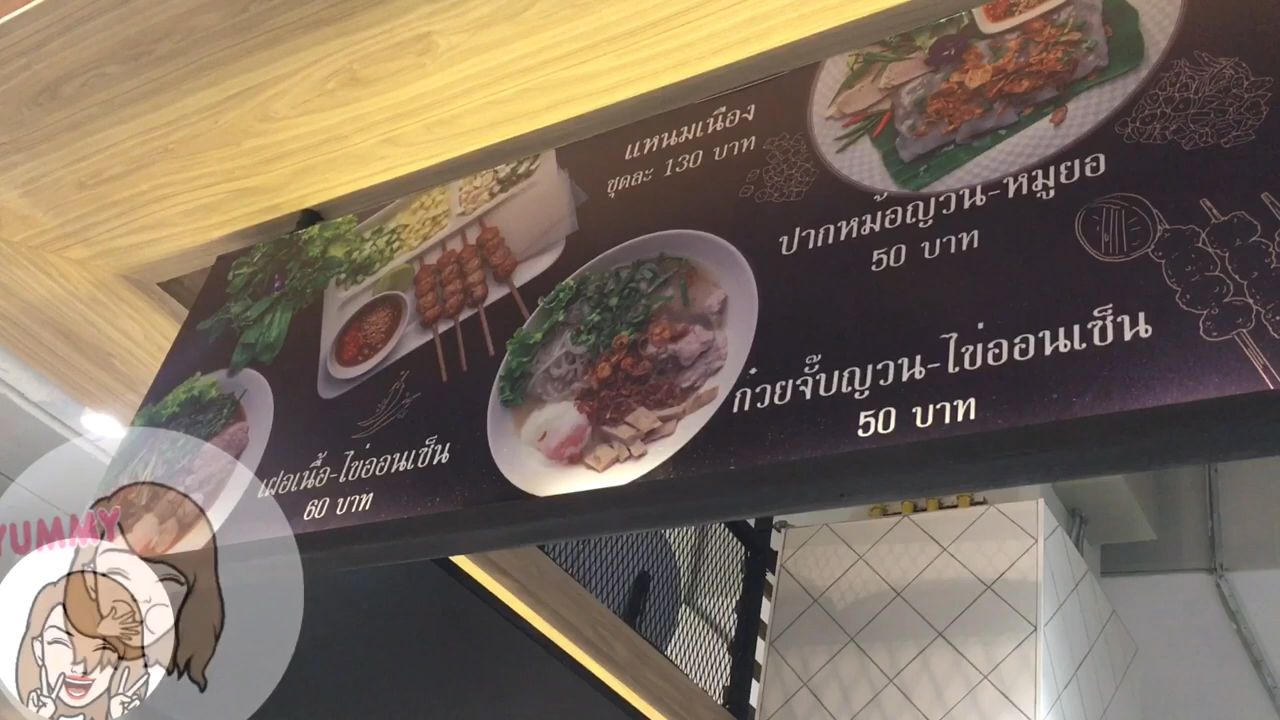 แหนมเนือง
ชุดละ 130 บาท
ปากหม้อญวน-หมูยอ
50 บาท
ก๋วยจั๊บญวน-ไข่ออนเซ็น
50 บาท
เฝอเนื้อ-ไข่ออนเซ็น
60 บาท
YUMMY